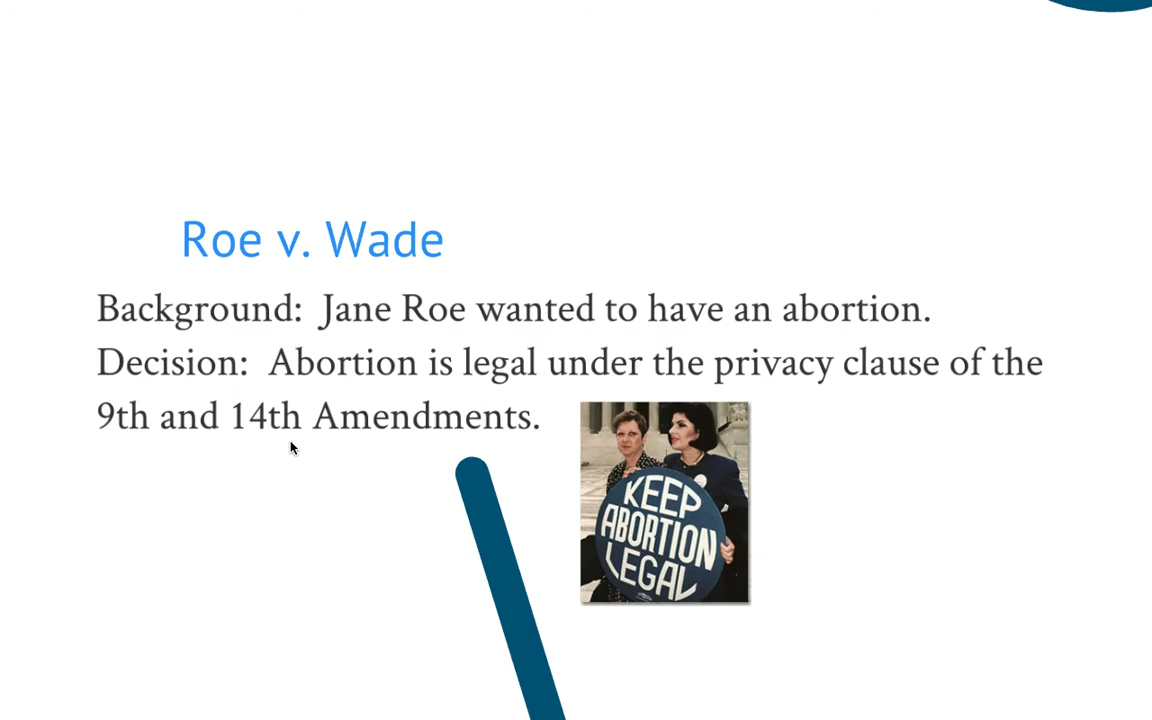 Roe v. Wade
Background:  Jane Roe wanted to have an abortion.
Decision:  Abortion is legal under the privacy clause of the
9th and 14th Amendments.
KEEP
ABORTION
LEGAL